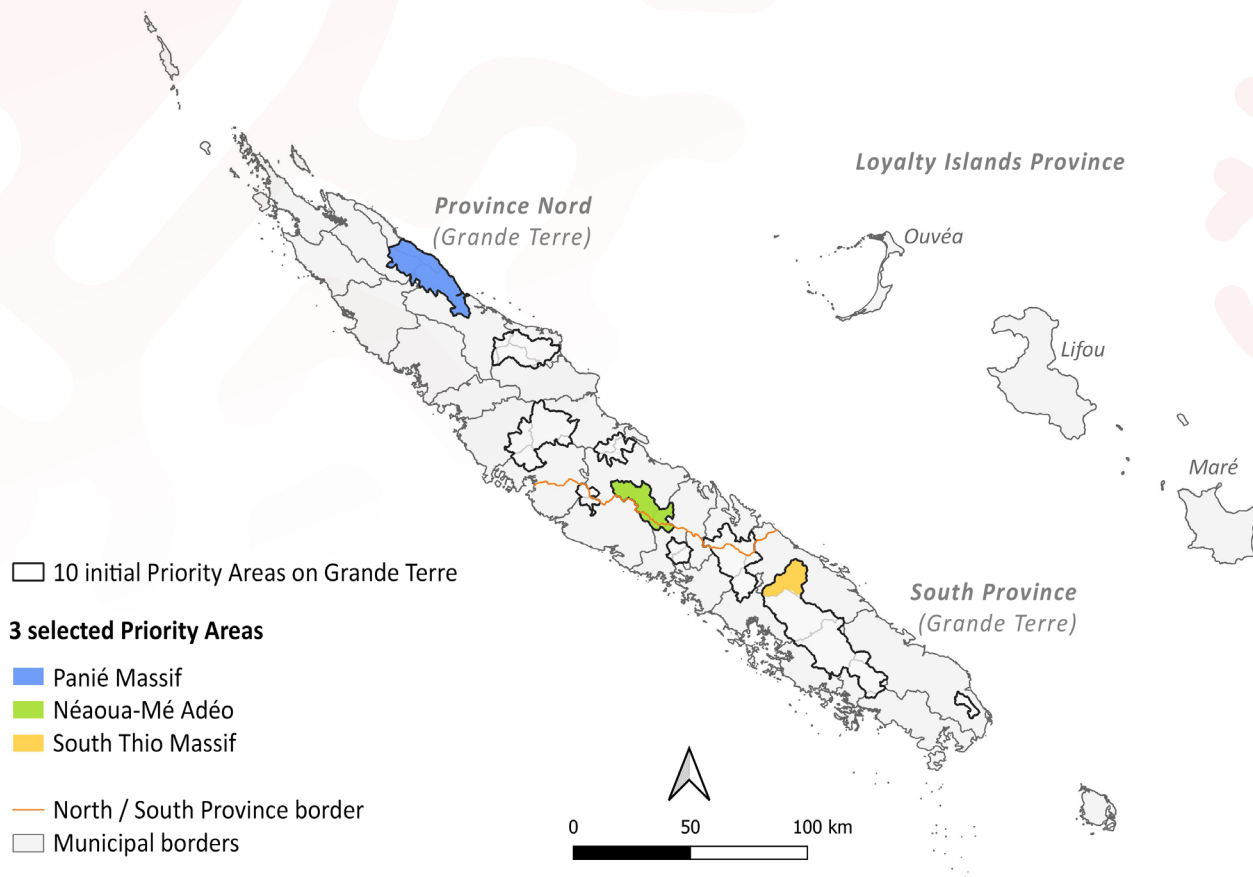 Loyalty Islands Province
Province Nord
(Grande Terre)
Ouvéa
Lifou
Maré
South Province
(Grande Terre)
10 initial Priority Areas on Grande Terre
3 selected Priority Areas
Panié Massif
Néaoua-Mé Adéo
South Thio Massif
North / South Province border
Municipal borders
0 50 100 km